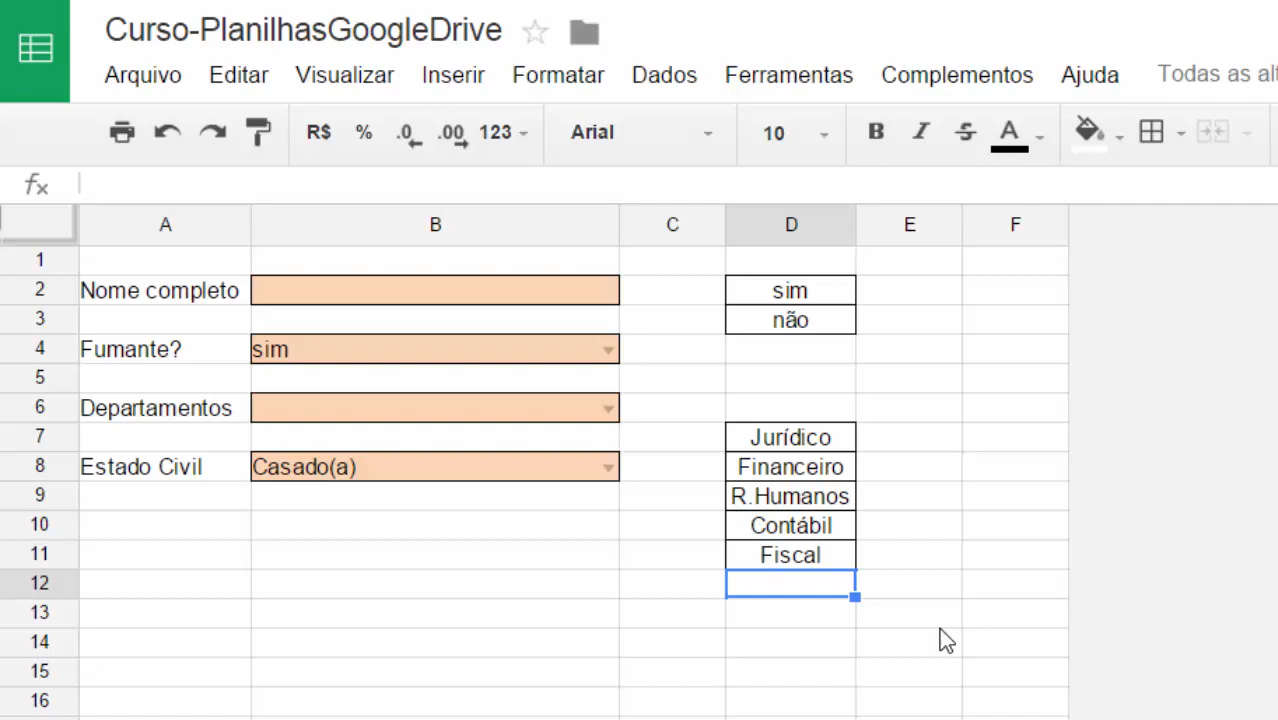 Curso-PlanilhasGoogleDrive
Arquivo Editar Visualizar Inserir Formatar Dados Ferramentas Complementos Ajuda Todas as
R$ % .0 .00 123 Arial 10 B I S A
fx
A B C D E F
1
2 Nome completo sim
3 não
4 Fumante? sim
5
6 Departamentos
7 Jurídico
8 Estado Civil Casado(a) Financeiro
9 R.Humanos
10 Contábil
11 Fiscal
12
13
14
15
16